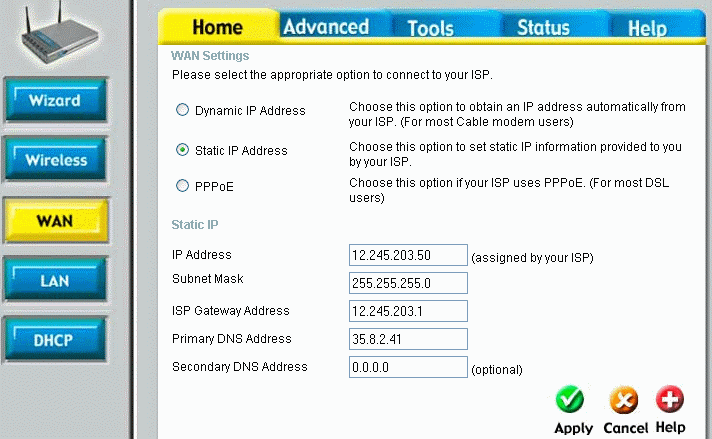 Home Advanced Tools Status Help
WAN Settings
Please select the appropriate option to connect to your ISP.
Wizard
Wireless
WAN
LAN
DHCP
Dynamic IP Address Choose this option to obtain an IP address automatically from
your ISP. (For most Cable modem users)
Static IP Address Choose this option to set static IP information provided to you
by your ISP.
PPPoE Choose this option if your ISP uses PPPoE. (For most DSL
users)
Static IP
IP Address 12.245.203.50 (assigned by your ISP)
Subnet Mask 255.255.255.0
ISP Gateway Address 12.245.203.1
Primary DNS Address 35.8.2.41
Secondary DNS Address 0.0.0.0 (optional)
Apply Cancel Help